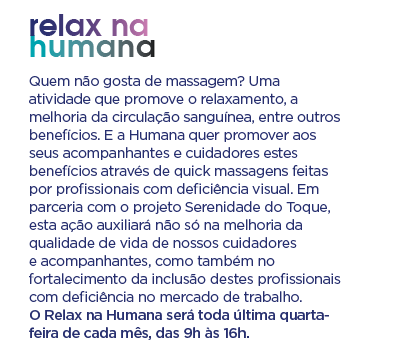 relax na
humana
Quem não gosta de massagem? Uma
atividade que promove o relaxamento, a
melhoria da circulação sanguínea, entre outros
benefícios. E a Humana quer promover aos
seus acompanhantes e cuidadores estes
benefícios através de quick massagens feitas
por profissionais com deficiência visual. Em
parceria com o projeto Serenidade do Toque,
esta ação auxiliará não só na melhoria da
qualidade de vida de nossos cuidadores
e acompanhantes, como também no
fortalecimento da inclusão destes profissionais
com deficiência no mercado de trabalho.
O Relax na Humana será toda última quarta-
feira de cada mês, das 9h às 16h.